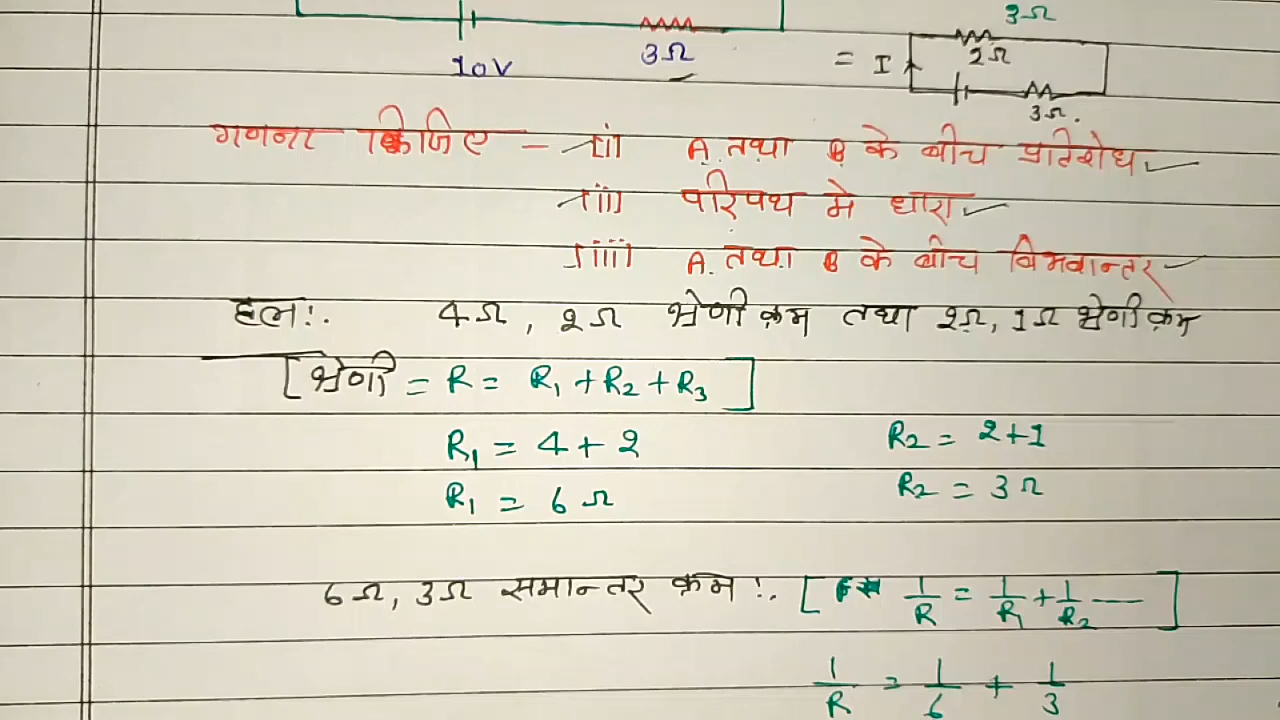 3Ω
10V 3Ω = I 2Ω
3Ω.
गणना किजिए - (i) A. तथा B के बीच प्रतिरोध
(ii) परिपथ मे धारा
(iii) A. तथा B के बीच विभवान्तर
हल:. 4Ω, 2Ω श्रेणीक्रम तथा 2Ω, 1Ω श्रेणीक्रम
[श्रेणी = R = R₁ + R₂ + R₃]
R₁ = 4 + 2 R₂ = 2+1
R₁ = 6Ω R₂ = 3Ω
6Ω, 3Ω समान्तर क्रम:. [ 1/R = 1/R₁ + 1/R₂ — ]
1/R = 1/6 + 1/3